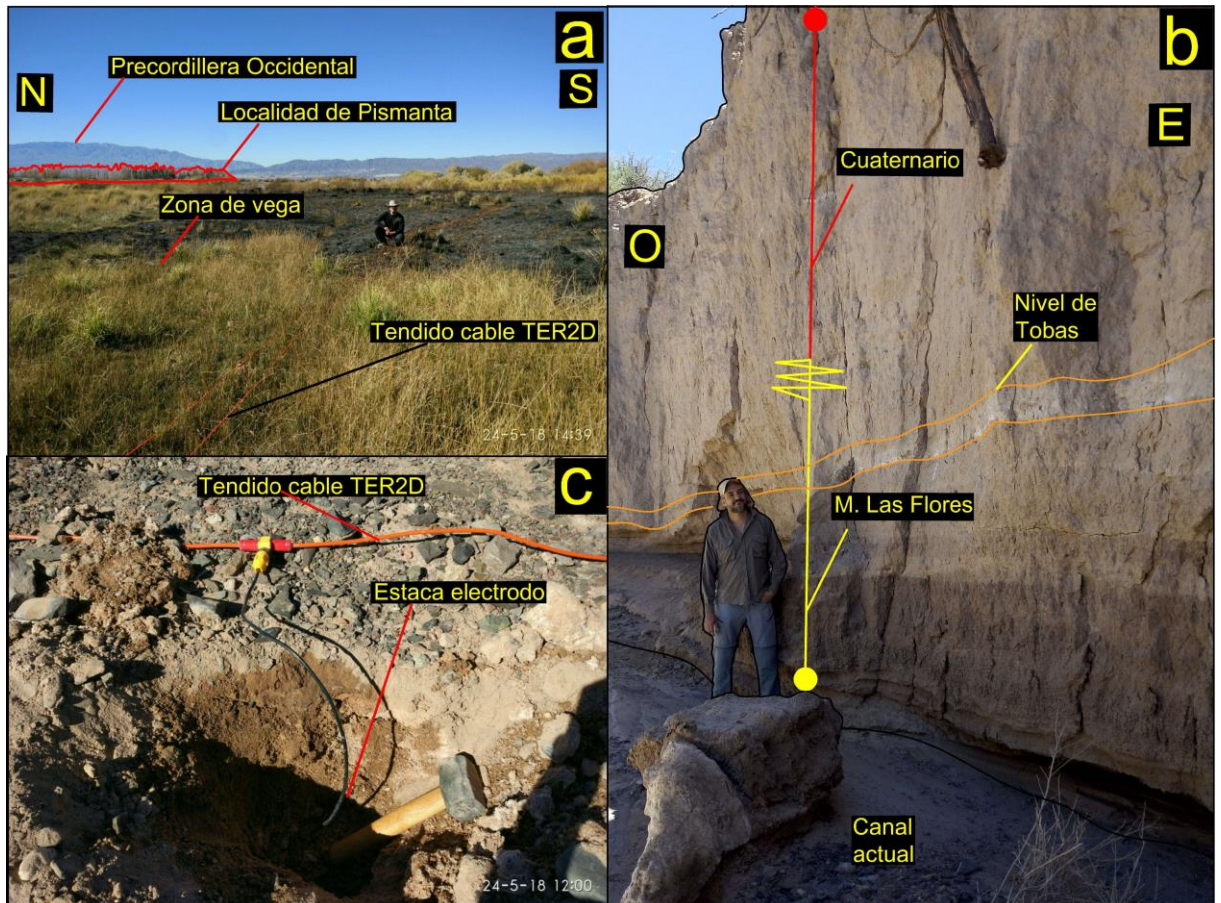 a
N
S
Precordillera Occidental
Localidad de Pismanta
Zona de vega
Tendido cable TER2D
24-5-18 14:39
b
E
O
Cuaternario
Nivel de
Tobas
M. Las Flores
Canal
actual
c
Tendido cable TER2D
Estaca electrodo
24-5-18 12:00